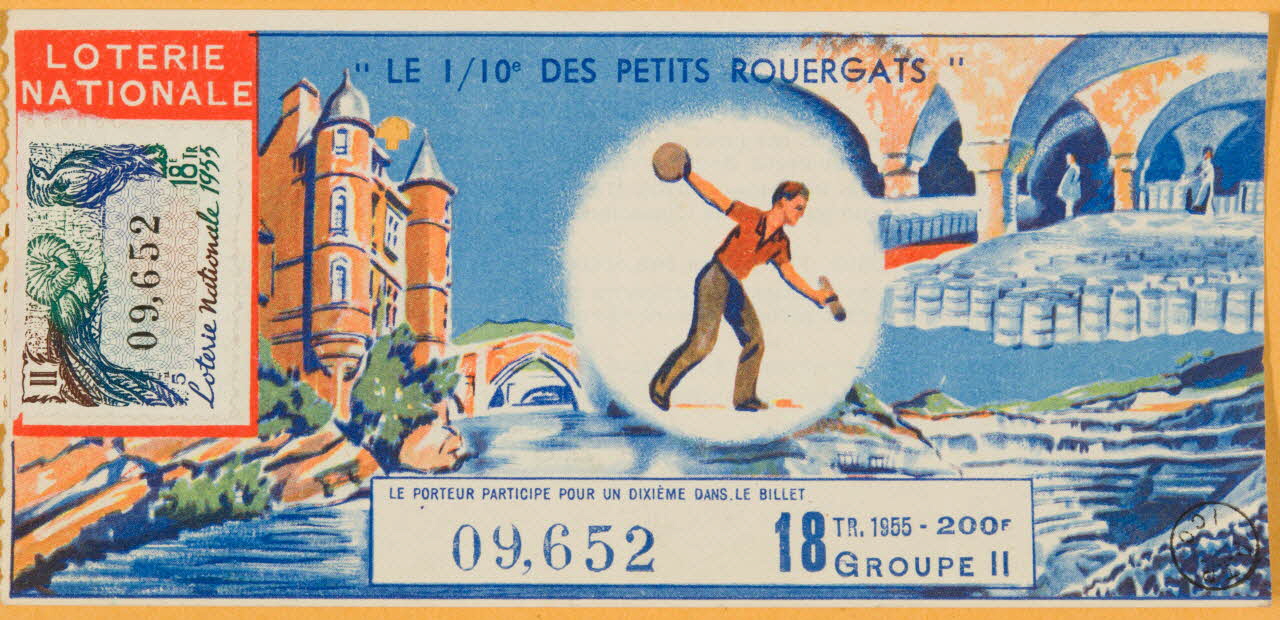 LOTERIE
NATIONALE
" LE 1/10e DES PETITS ROUERGATS "
18E TR 1955
09,652
Loterie Nationale
II
5
LE PORTEUR PARTICIPE POUR UN DIXIÈME DANS.LE BILLET
09,652
18 TR. 1955 - 200F
GROUPE II